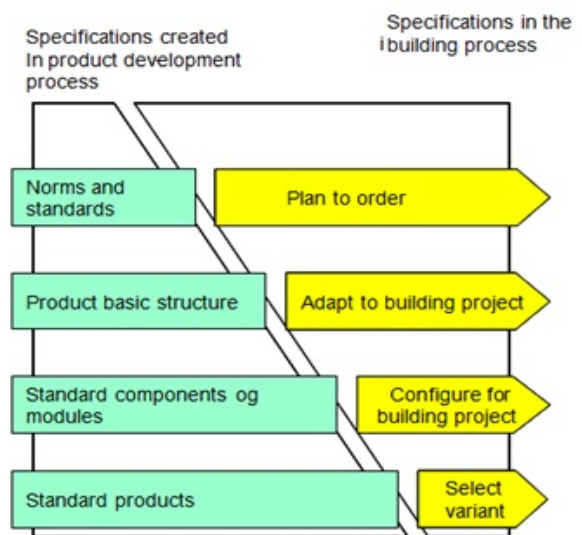 Specifications created
In product development
process
Specifications in the
i building process
Norms and
standards
Plan to order
Product basic structure
Adapt to building project
Standard components og
modules
Configure for
building project
Standard products
Select
variant